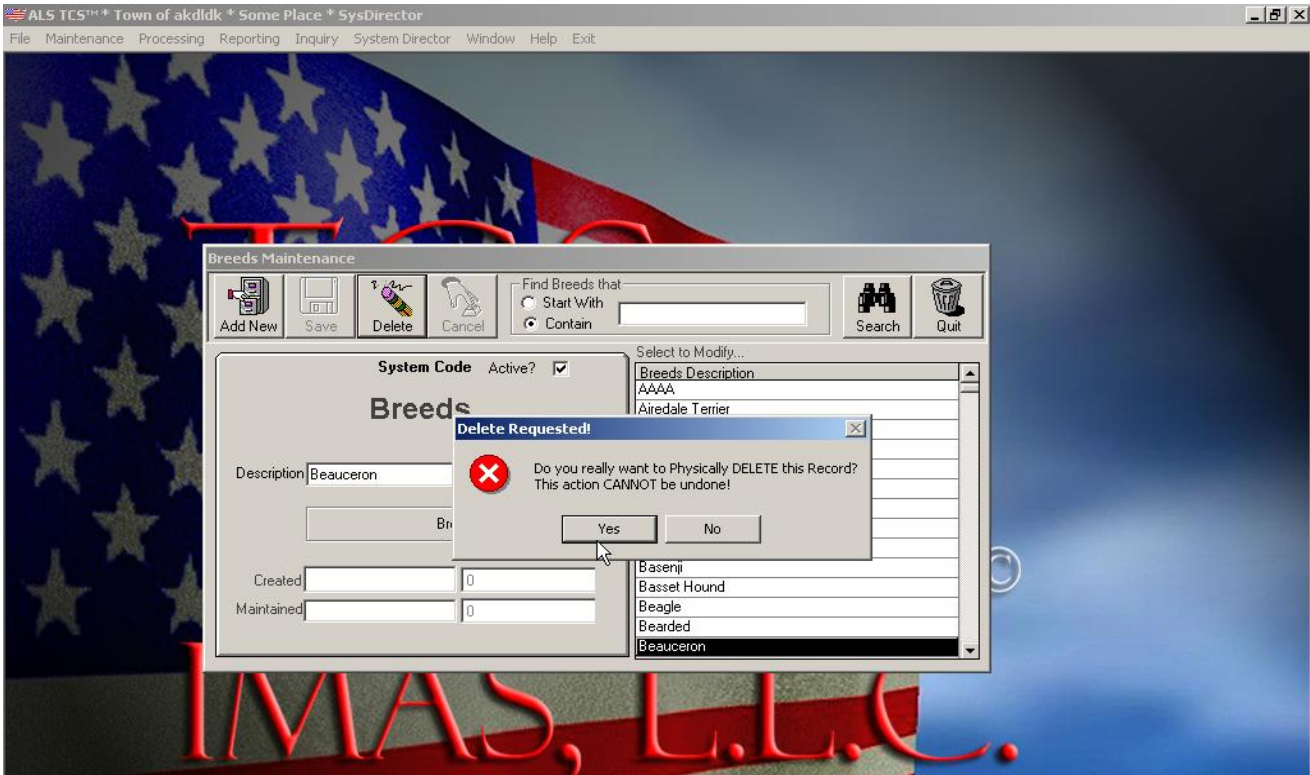 ALS TCS™ * Town of akdldk * Some Place * SysDirector
File Maintenance Processing Reporting Inquiry System Director Window Help Exit
Breeds Maintenance
Add New
Save
Delete
Cancel
Find Breeds that
Start With
Contain
Search
Quit
System Code Active?
Breeds
Description Beauceron
Created 0
Maintained 0
Select to Modify...
Breeds Description
AAAA
Airedale Terrier
Basenji
Basset Hound
Beagle
Bearded
Beauceron
Delete Requested!
Do you really want to Physically DELETE this Record?
This action CANNOT be undone!
Yes No
©
IMAS, L.L.C.